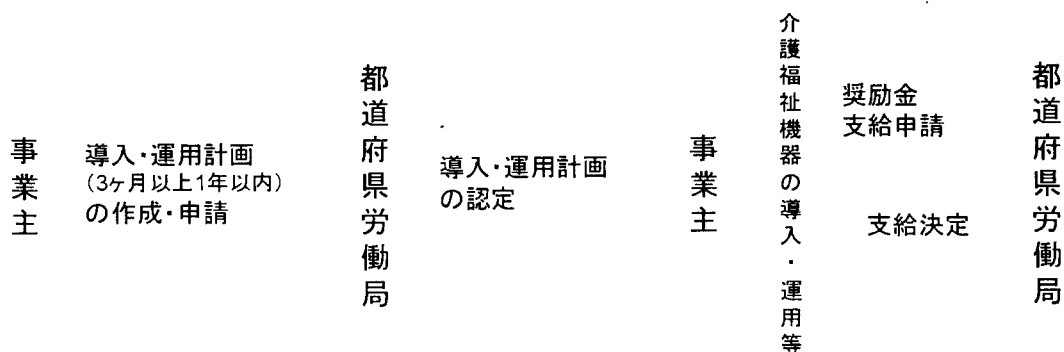 事業主
導入・運用計画
(3ヶ月以上1年以内)
の作成・申請
都道府県労働局
導入・運用計画
の認定
事業主
介護福祉機器の導入・運用等
奨励金
支給申請
支給決定
都道府県労働局